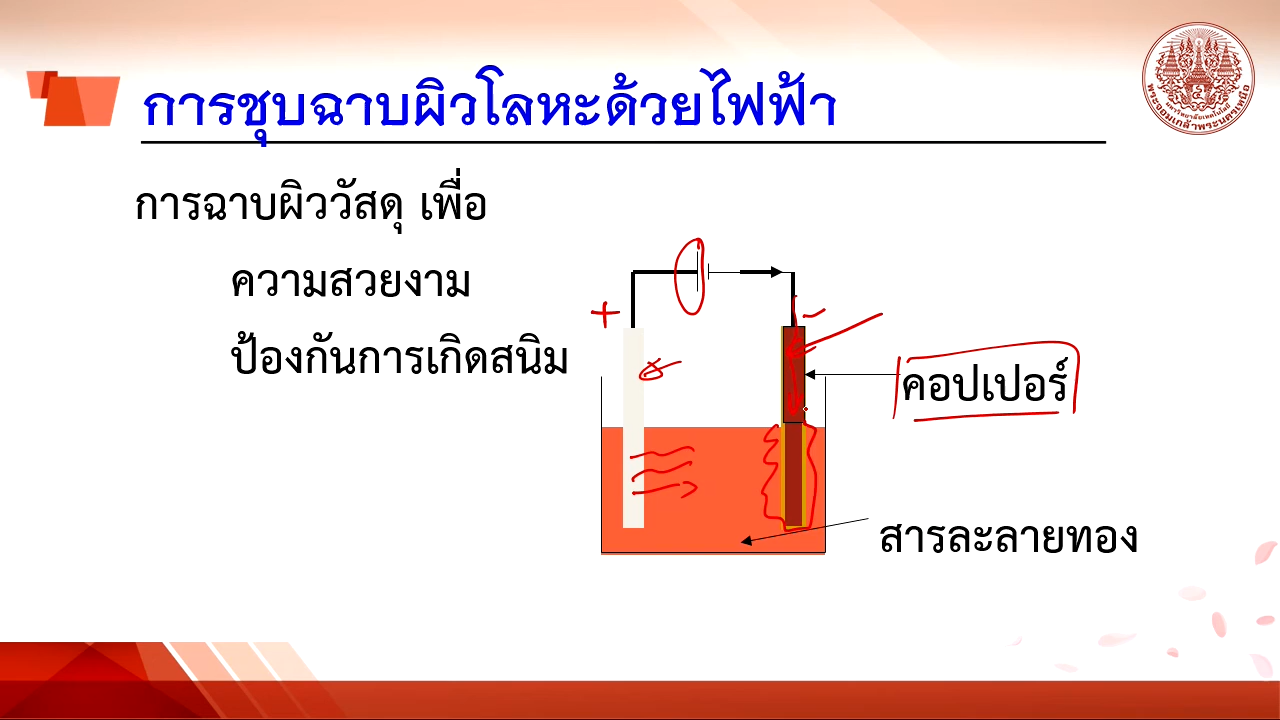 การชุบฉาบผิวโลหะด้วยไฟฟ้า
การฉาบผิววัสดุ เพื่อ
ความสวยงาม
ป้องกันการเกิดสนิม
+
-
คอปเปอร์
สารละลายทอง